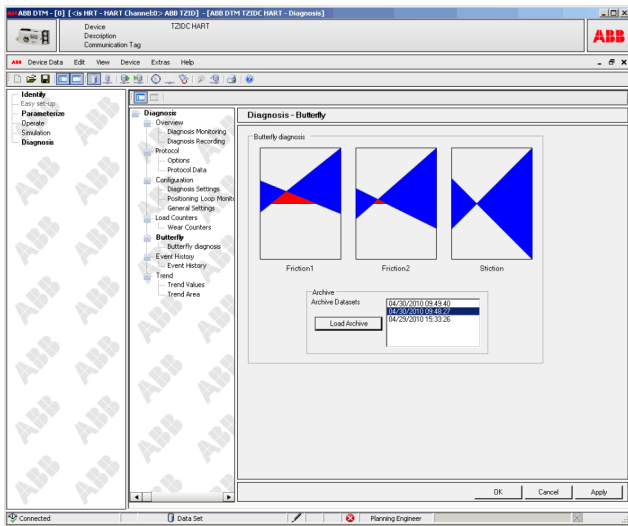 ABB DTM - [0] [<is HRT - HART Channel:0> ABB TZID] - [ABB DTM TZIDC HART - Diagnosis]
Device TZIDC HART
Description
Communication Tag
ABB
ABB Device Data Edit View Device Extras Help
Identify
Easy set-up
Parameterize
Operate
Simulation
Diagnosis
Diagnosis
Overview
Diagnosis Monitoring
Diagnosis Recording
Protocol
Options
Protocol Data
Configuration
Diagnosis Settings
Positioning Loop Monito
General Settings
Load Counters
Wear Counters
Butterfly
Butterfly diagnosis
Event History
Event History
Trend
Trend Values
Trend Area
Diagnosis - Butterfly
Butterfly diagnosis
Friction1 Friction2 Stiction
Archive
Archive Datasets
04/30/2010 09:49:40
04/30/2010 09:48:27
04/29/2010 15:33:26
Load Archive
OK Cancel Apply
Connected Data Set Planning Engineer